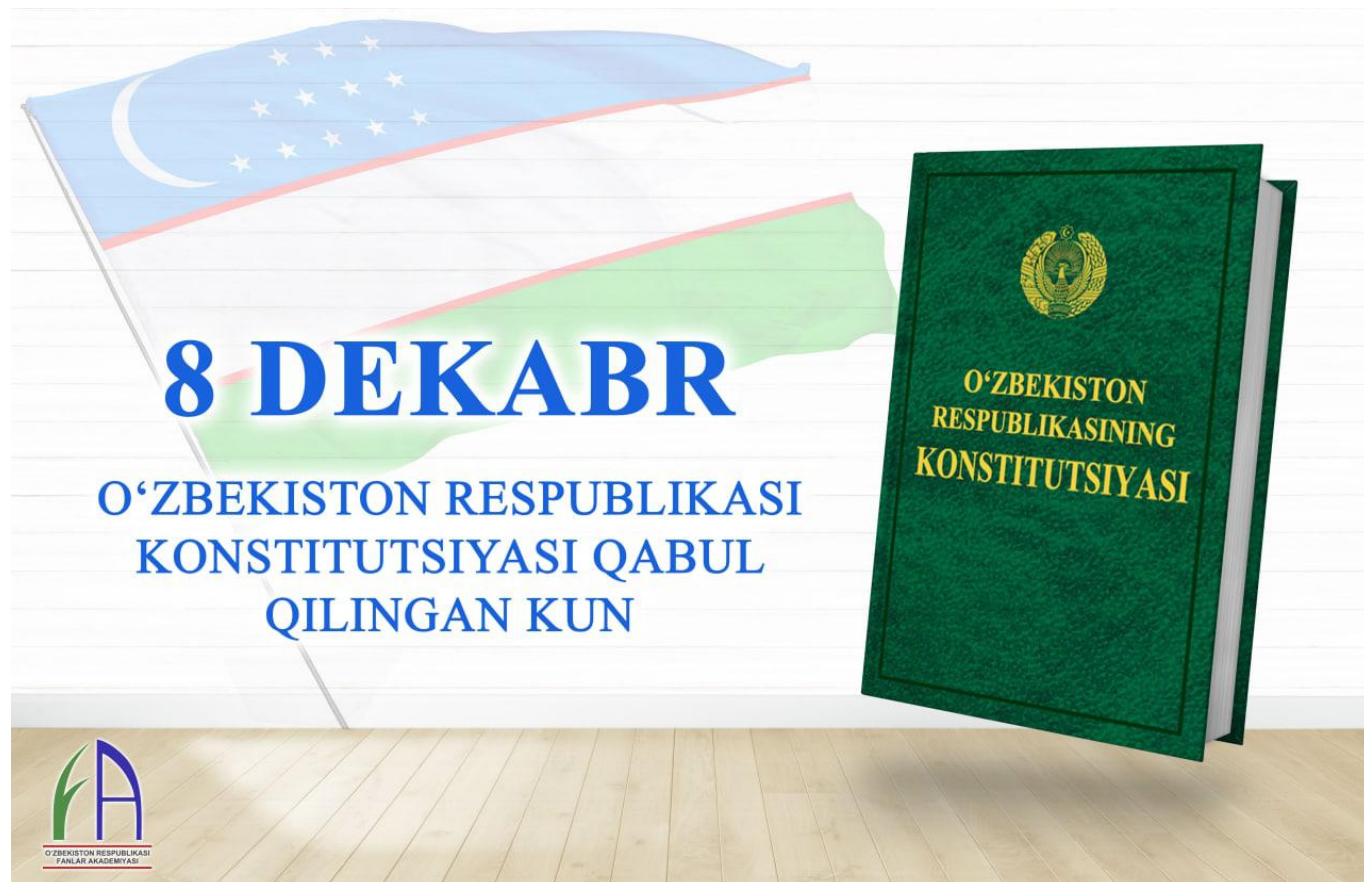 8 DEKABR
O‘ZBEKISTON RESPUBLIKASI
KONSTITUTSIYASI QABUL
QILINGAN KUN
O‘ZBEKISTON
RESPUBLIKASINING
KONSTITUTSIYASI
O‘ZBEKISTON RESPUBLIKASI
FANLAR AKADEMIYASI